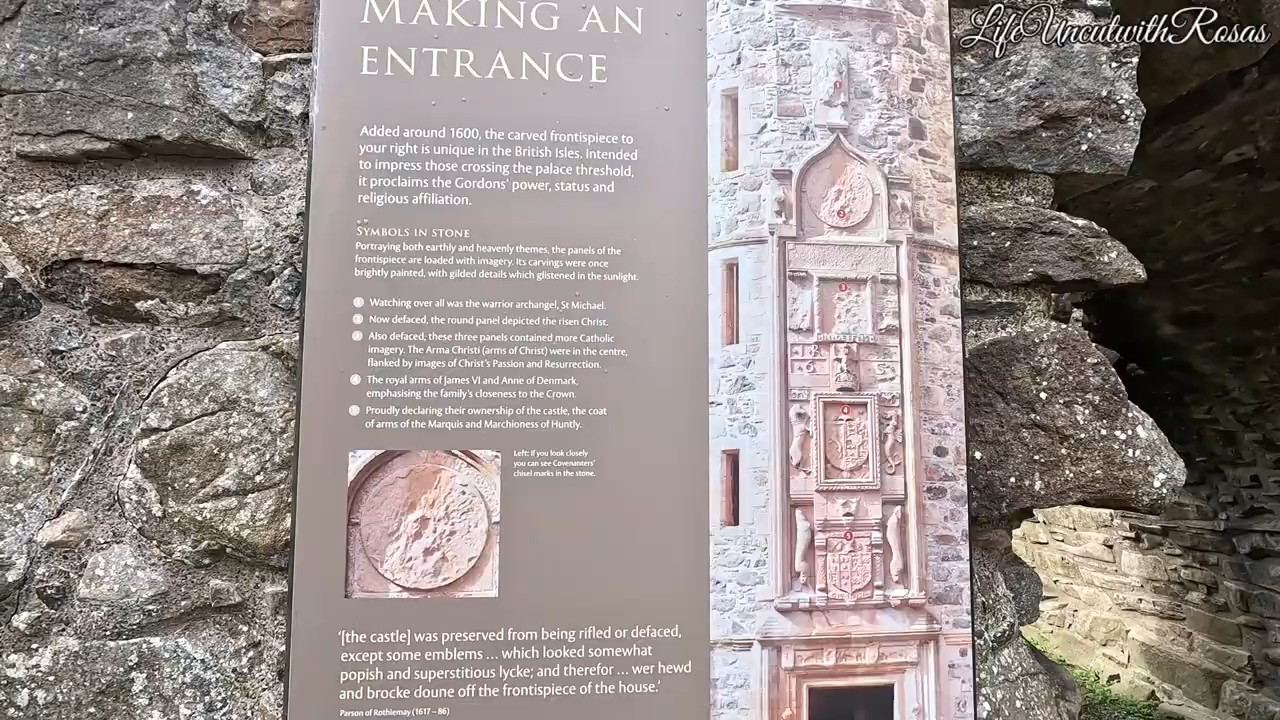 LifeUncutwithRosas
MAKING AN
ENTRANCE
Added around 1600, the carved frontispiece to
your right is unique in the British Isles. Intended
to impress those crossing the palace threshold,
it proclaims the Gordons' power, status and
religious affiliation.
SYMBOLS IN STONE
Portraying both earthly and heavenly themes, the panels of the
frontispiece are loaded with imagery. Its carvings were once
brightly painted, with gilded details which glistened in the sunlight.
1 Watching over all was the warrior archangel, St Michael.
2 Now defaced, the round panel depicted the risen Christ.
3 Also defaced, these three panels contained more Catholic
imagery. The Arma Christi (arms of Christ) were in the centre,
flanked by images of Christ's Passion and Resurrection.
4 The royal arms of James VI and Anne of Denmark,
emphasising the family's closeness to the Crown.
5 Proudly declaring their ownership of the castle, the coat
of arms of the Marquis and Marchioness of Huntly.
Left: If you look closely
you can see Covenanters'
chisel marks in the stone.
'[the castle] was preserved from being rifled or defaced,
except some emblems ... which looked somewhat
popish and superstitious lycke; and therefor ... wer hewd
and brocke doune off the frontispiece of the house.'
Parson of Rothiemay (1617 – 86)
1
2
3
4
5